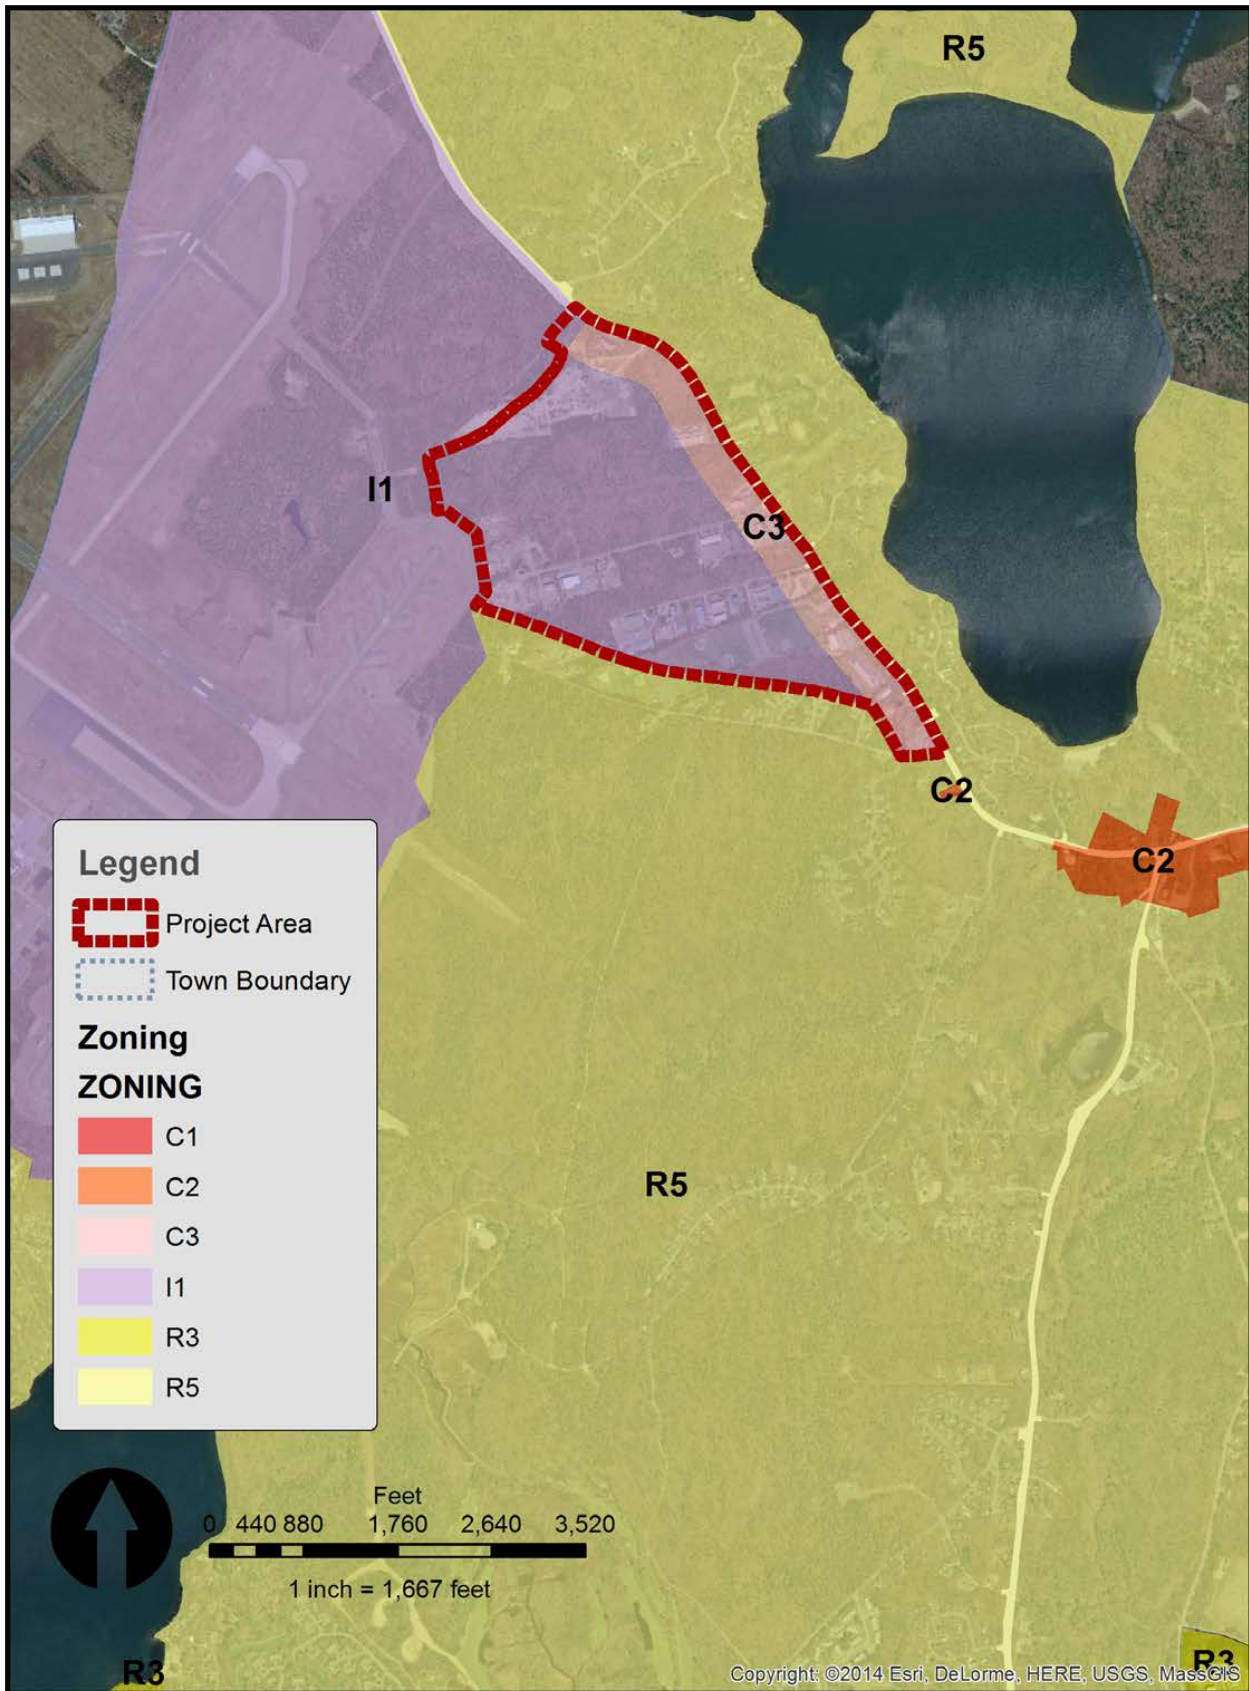 R5
I1
C3
C2
C2
Legend
Project Area
Town Boundary
Zoning
ZONING
C1
C2
C3
I1
R3
R5
R5
Feet
0 440 880 1,760 2,640 3,520
1 inch = 1,667 feet
R3
R3
Copyright: ©2014 Esri, DeLorme, HERE, USGS, MassGIS